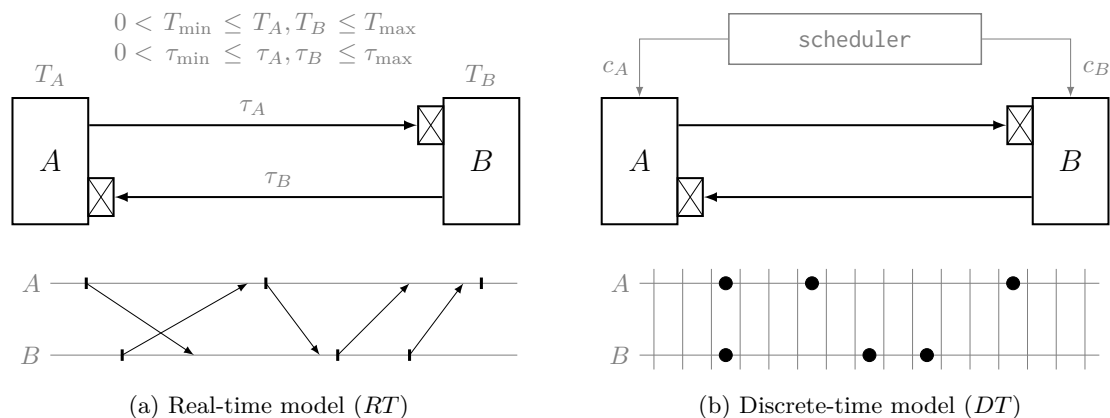 0 < T_min ≤ T_A, T_B ≤ T_max
0 < τ_min ≤ τ_A, τ_B ≤ τ_max
T_A
T_B
τ_A
A
B
τ_B
A
B
(a) Real-time model (RT)
scheduler
c_A
c_B
A
B
A
B
(b) Discrete-time model (DT)